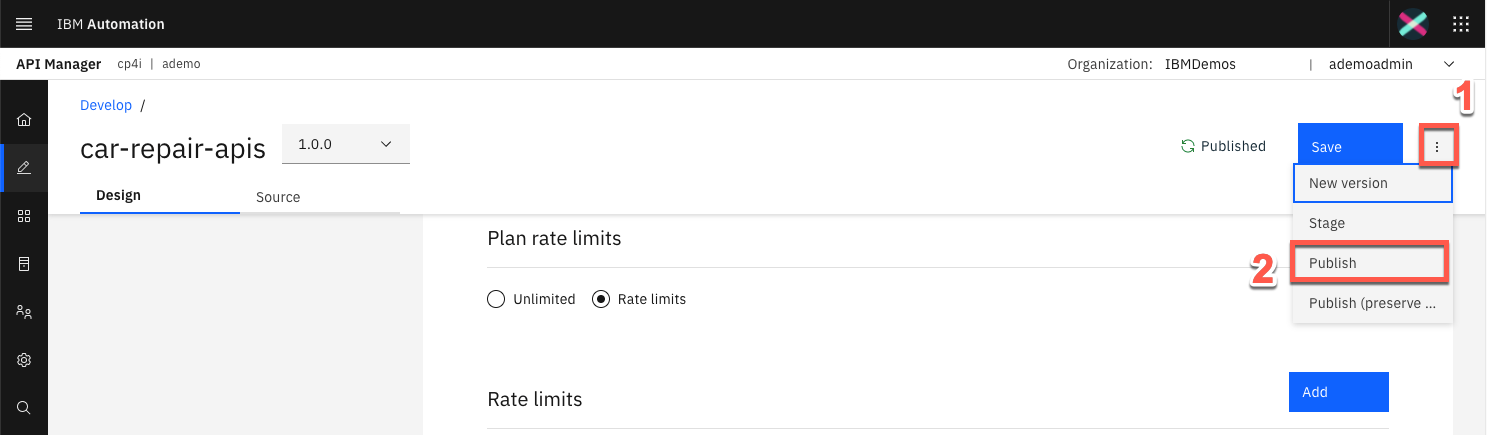 IBM Automation
API Manager cp4i | ademo Organization: IBMDemos | ademoadmin
1
Develop /
car-repair-apis 1.0.0 Published Save
New version
Design Source
Stage
Plan rate limits
2 Publish
Unlimited Rate limits
Publish (preserve ...
Rate limits Add